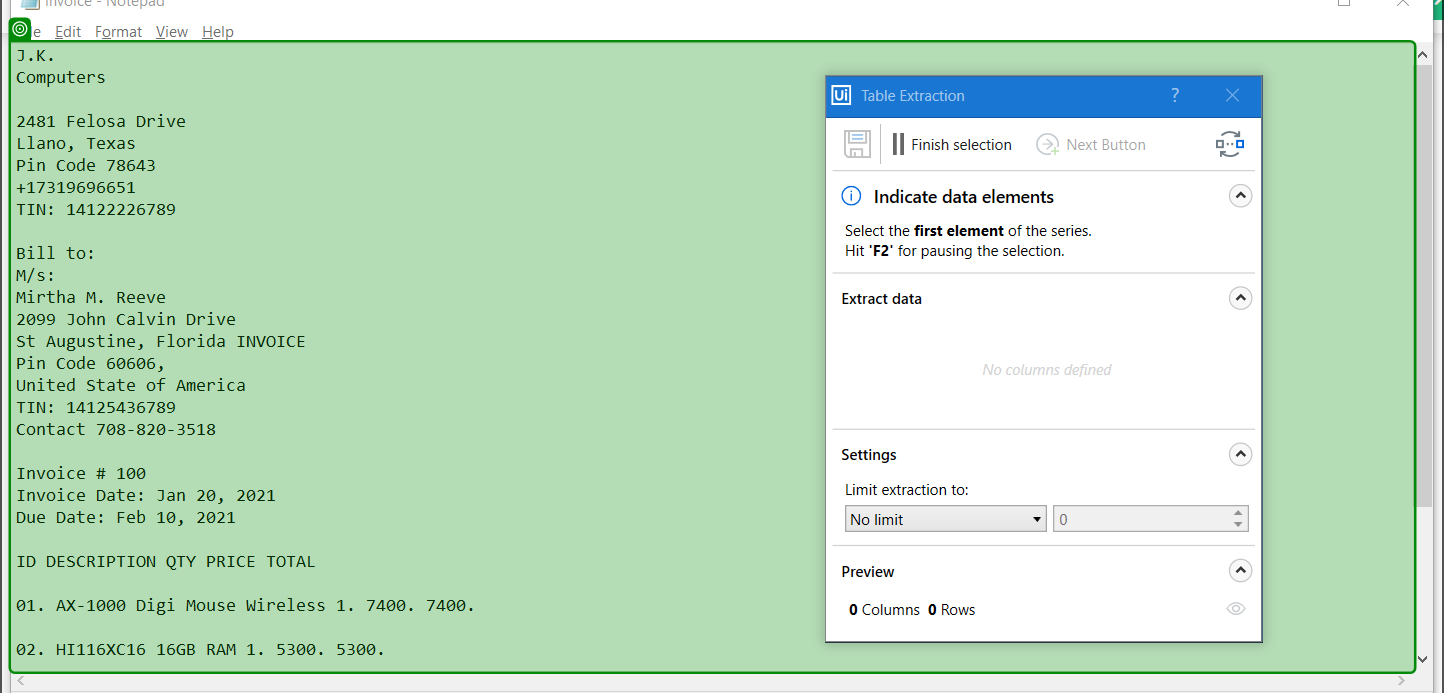 Invoice - Notepad
e Edit Format View Help
J.K.
Computers
2481 Felosa Drive
Llano, Texas
Pin Code 78643
+17319696651
TIN: 14122226789
Bill to:
M/s:
Mirtha M. Reeve
2099 John Calvin Drive
St Augustine, Florida INVOICE
Pin Code 60606,
United State of America
TIN: 14125436789
Contact 708-820-3518
Invoice # 100
Invoice Date: Jan 20, 2021
Due Date: Feb 10, 2021
ID DESCRIPTION QTY PRICE TOTAL
01. AX-1000 Digi Mouse Wireless 1. 7400. 7400.
02. HI116XC16 16GB RAM 1. 5300. 5300.
Ui Table Extraction ?
Finish selection Next Button
Indicate data elements
Select the first element of the series.
Hit 'F2' for pausing the selection.
Extract data
No columns defined
Settings
Limit extraction to:
No limit 0
Preview
0 Columns 0 Rows